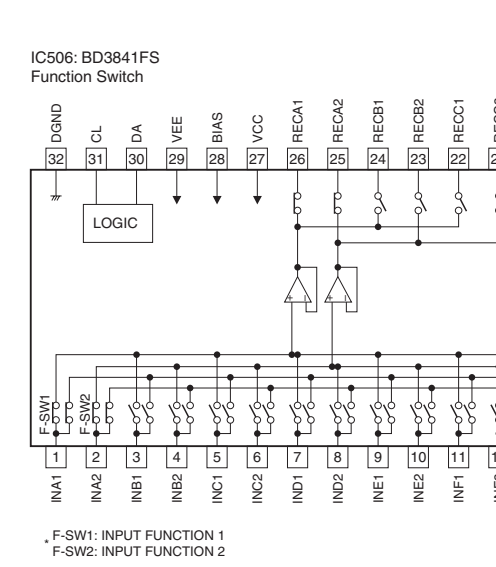 IC506: BD3841FS
Function Switch
DGND CL DA VEE BIAS VCC RECA1 RECA2 RECB1 RECB2 RECC1
32 31 30 29 28 27 26 25 24 23 22 2
LOGIC
F-SW1 F-SW2
1 2 3 4 5 6 7 8 9 10 11 1
INA1 INA2 INB1 INB2 INC1 INC2 IND1 IND2 INE1 INE2 INF1
* F-SW1: INPUT FUNCTION 1
F-SW2: INPUT FUNCTION 2